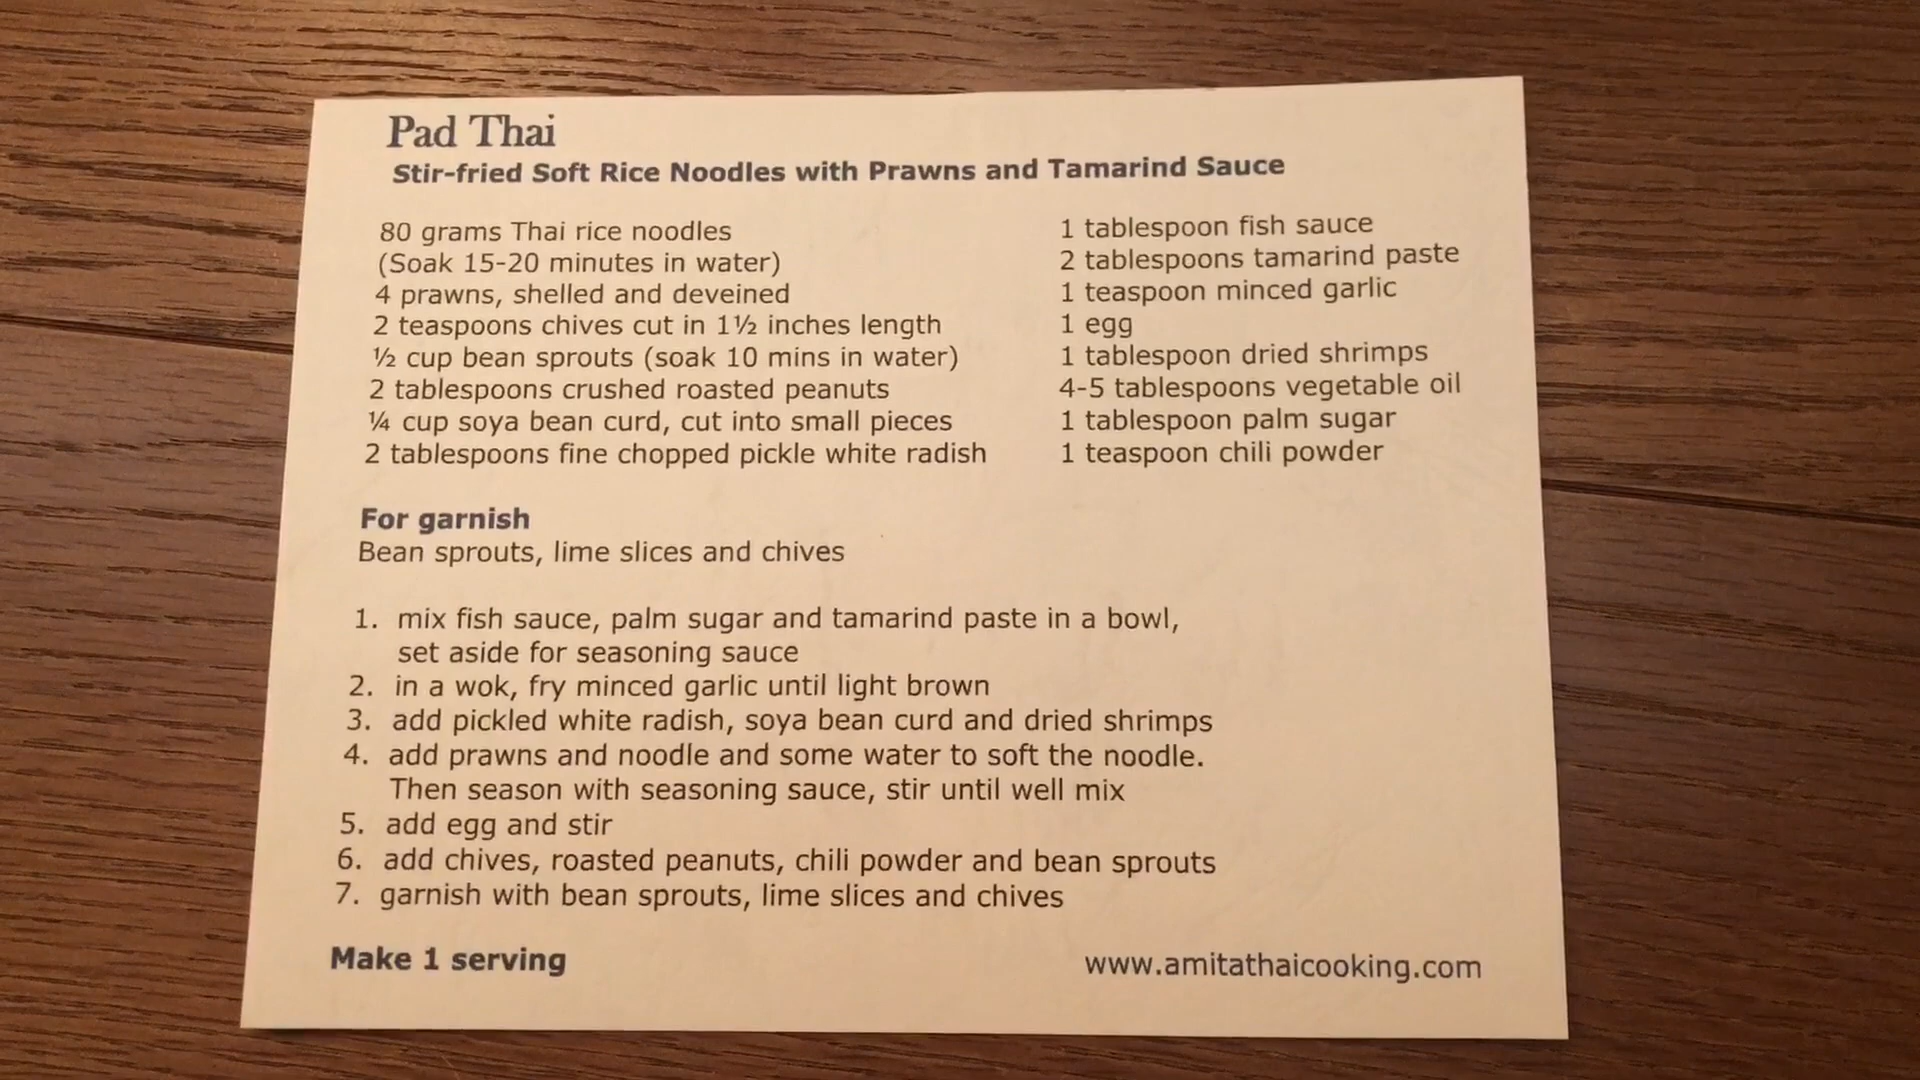 Pad Thai
Stir-fried Soft Rice Noodles with Prawns and Tamarind Sauce
80 grams Thai rice noodles
(Soak 15-20 minutes in water)
4 prawns, shelled and deveined
2 teaspoons chives cut in 1½ inches length
½ cup bean sprouts (soak 10 mins in water)
2 tablespoons crushed roasted peanuts
¼ cup soya bean curd, cut into small pieces
2 tablespoons fine chopped pickle white radish
1 tablespoon fish sauce
2 tablespoons tamarind paste
1 teaspoon minced garlic
1 egg
1 tablespoon dried shrimps
4-5 tablespoons vegetable oil
1 tablespoon palm sugar
1 teaspoon chili powder
For garnish
Bean sprouts, lime slices and chives
1. mix fish sauce, palm sugar and tamarind paste in a bowl,
set aside for seasoning sauce
2. in a wok, fry minced garlic until light brown
3. add pickled white radish, soya bean curd and dried shrimps
4. add prawns and noodle and some water to soft the noodle.
Then season with seasoning sauce, stir until well mix
5. add egg and stir
6. add chives, roasted peanuts, chili powder and bean sprouts
7. garnish with bean sprouts, lime slices and chives
Make 1 serving
www.amitathaicooking.com